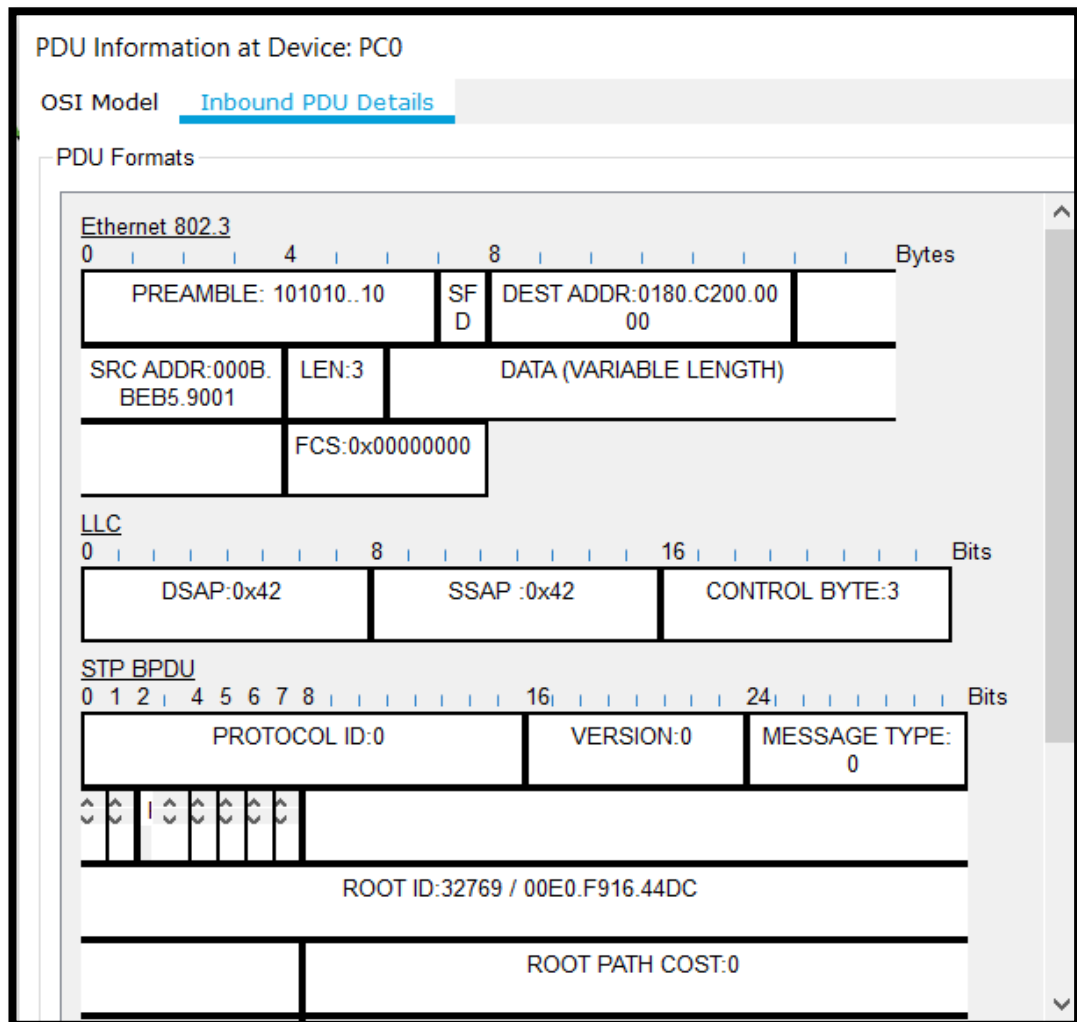 PDU Information at Device: PC0
OSI Model Inbound PDU Details
PDU Formats
Ethernet 802.3
0 4 8 Bytes
PREAMBLE: 101010..10 SF DEST ADDR:0180.C200.00
D 00
SRC ADDR:000B. LEN:3 DATA (VARIABLE LENGTH)
BEB5.9001
FCS:0x00000000
LLC
0 8 16 Bits
DSAP:0x42 SSAP :0x42 CONTROL BYTE:3
STP BPDU
0 1 2 4 5 6 7 8 16 24 Bits
PROTOCOL ID:0 VERSION:0 MESSAGE TYPE:
0
ROOT ID:32769 / 00E0.F916.44DC
ROOT PATH COST:0